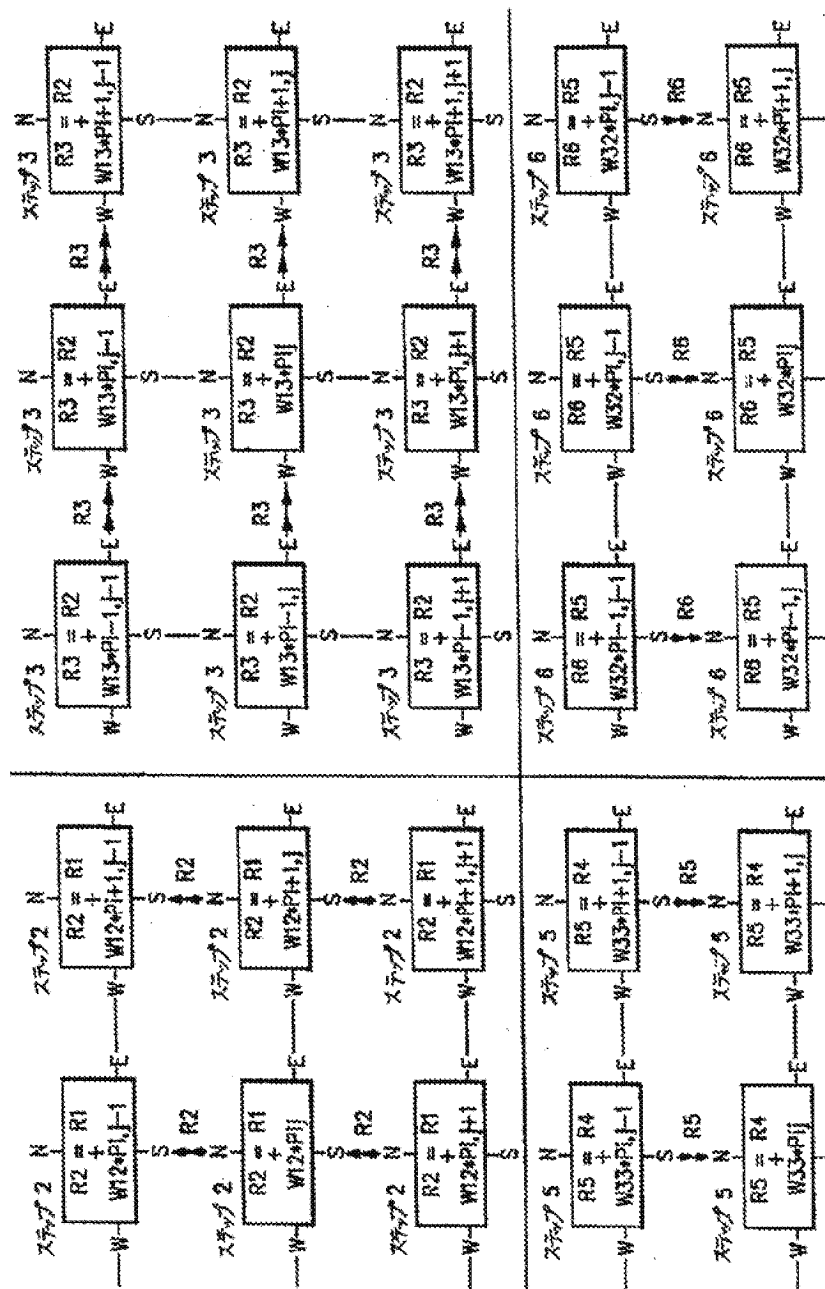 ステップ2 N ステップ2 N
R2 = R1 R2 = R1
+ +
W W12*Pi,j-1 E W W12*Pi+1,j-1 E
S S
R2 R2
ステップ2 N ステップ2 N
R2 = R1 R2 = R1
+ +
W W12*Pij E W W12*Pi+1,j E
S S
R2 R2
ステップ2 N ステップ2 N
R2 = R1 R2 = R1
+ +
W W12*Pi,j+1 E W W12*Pi+1,j+1 E
S S
ステップ3 N ステップ3 N ステップ3 N
R3 = R2 R3 = R2 R3 = R2
+ R3 + R3 +
W W13*Pi-1,j-1 E W W13*Pi,j-1 E W W13*Pi+1,j-1 E
S S S
ステップ3 N ステップ3 N ステップ3 N
R3 = R2 R3 = R2 R3 = R2
+ R3 + R3 +
W W13*Pi-1,j E W W13*Pij E W W13*Pi+1,j E
S S S
ステップ3 N ステップ3 N ステップ3 N
R3 = R2 R3 = R2 R3 = R2
+ R3 + R3 +
W W13*Pi-1,j+1 E W W13*Pi,j+1 E W W13*Pi+1,j+1 E
S S S
ステップ5 N ステップ5 N
R5 = R4 R5 = R4
+ +
W W33*Pi,j-1 E W W33*Pi+1,j-1 E
S S
R5 R5
ステップ5 N ステップ5 N
R5 = R4 R5 = R4
+ +
W W33*Pij E W W33*Pi+1,j E
ステップ6 N ステップ6 N ステップ6 N
R6 = R5 R6 = R5 R6 = R5
+ + +
W W32*Pi-1,j-1 E W W32*Pi,j-1 E W W32*Pi,j-1 E
S S S
R6 R6 R6
ステップ6 N ステップ6 N ステップ6 N
R6 = R5 R6 = R5 R6 = R5
+ + +
W W32*Pi-1,j E W W32*Pij E W W32*Pi+1,j E